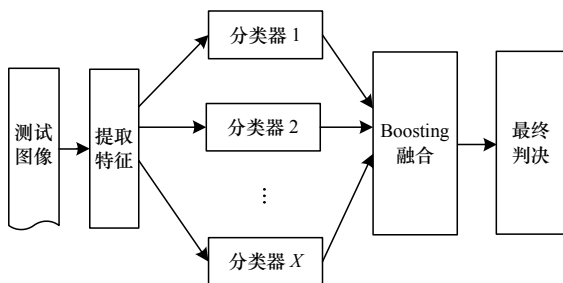 测试
图像
提取
特征
分类器 1
分类器 2
⋮
分类器 X
Boosting
融合
最终
判决